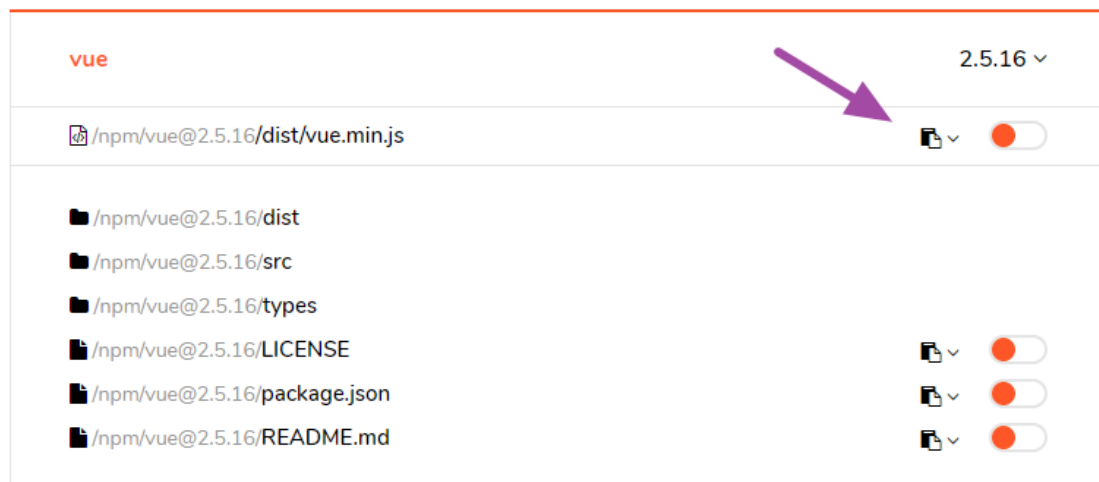 vue 2.5.16
/npm/vue@2.5.16/dist/vue.min.js
/npm/vue@2.5.16/dist
/npm/vue@2.5.16/src
/npm/vue@2.5.16/types
/npm/vue@2.5.16/LICENSE
/npm/vue@2.5.16/package.json
/npm/vue@2.5.16/README.md